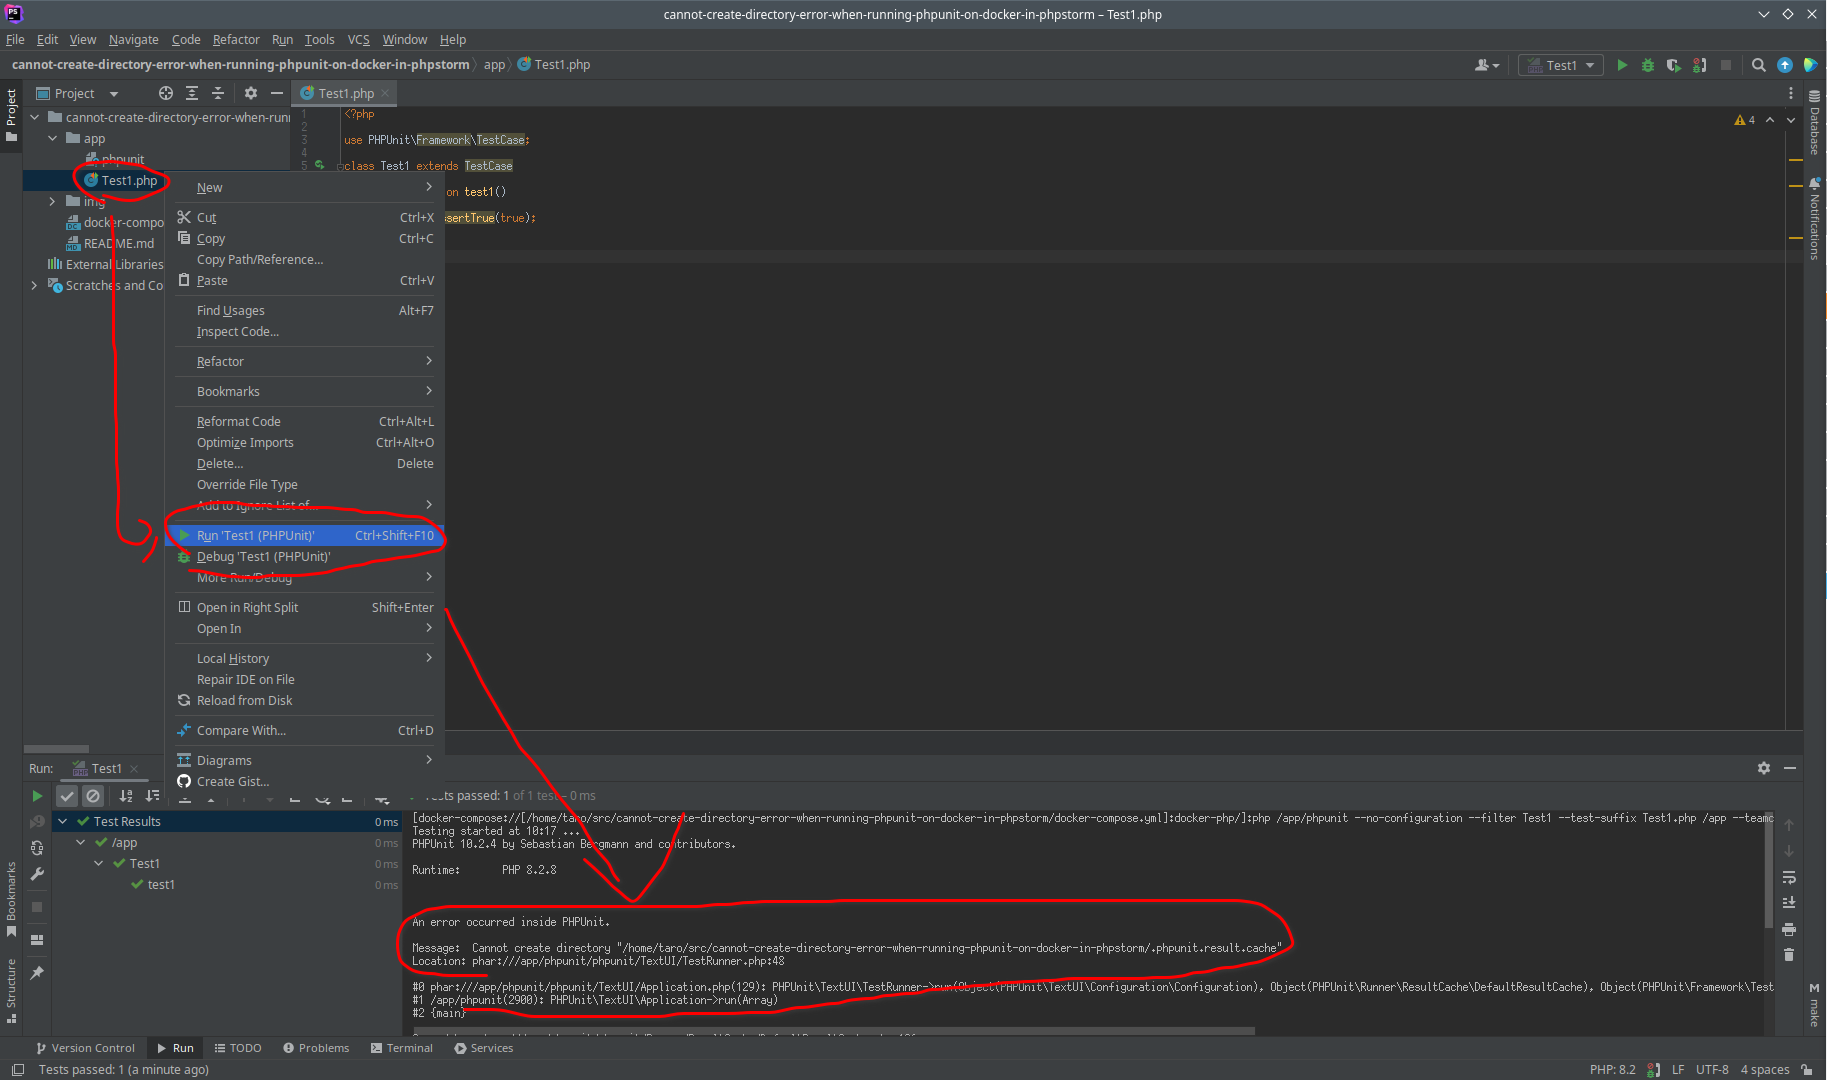 PS
cannot-create-directory-error-when-running-phpunit-on-docker-in-phpstorm – Test1.php
File Edit View Navigate Code Refactor Run Tools VCS Window Help
cannot-create-directory-error-when-running-phpunit-on-docker-in-phpstorm app Test1.php
Test1
Project
Project
Test1.php
cannot-create-directory-error-when-runn
app
phpunit
Test1.php
img
docker-compo
README.md
External Libraries
Scratches and Co
1 <?php
2
3 use PHPUnit\Framework\TestCase;
4
5 class Test1 extends TestCase
on test1()
ssertTrue(true);
4
Database
Notifications
New
Cut Ctrl+X
Copy Ctrl+C
Copy Path/Reference...
Paste Ctrl+V
Find Usages Alt+F7
Inspect Code...
Refactor
Bookmarks
Reformat Code Ctrl+Alt+L
Optimize Imports Ctrl+Alt+O
Delete... Delete
Override File Type
Add to Ignore List of...
Run 'Test1 (PHPUnit)' Ctrl+Shift+F10
Debug 'Test1 (PHPUnit)'
More Run/Debug
Open in Right Split Shift+Enter
Open In
Local History
Repair IDE on File
Reload from Disk
Compare With... Ctrl+D
Diagrams
Create Gist...
Run: Test1
Tests passed: 1 of 1 test – 0 ms
Test Results 0 ms
/app 0 ms
Test1 0 ms
test1 0 ms
[docker-compose://[/home/taro/src/cannot-create-directory-error-when-running-phpunit-on-docker-in-phpstorm/docker-compose.yml]:docker-php/]:php /app/phpunit --no-configuration --filter Test1 --test-suffix Test1.php /app --teamc
Testing started at 10:17 ...
PHPUnit 10.2.4 by Sebastian Bergmann and contributors.
Runtime: PHP 8.2.8
An error occurred inside PHPUnit.
Message: Cannot create directory "/home/taro/src/cannot-create-directory-error-when-running-phpunit-on-docker-in-phpstorm/.phpunit.result.cache"
Location: phar:///app/phpunit/phpunit/TextUI/TestRunner.php:48
#0 phar:///app/phpunit/phpunit/TextUI/Application.php(129): PHPUnit\TextUI\TestRunner->run(Object(PHPUnit\TextUI\Configuration\Configuration), Object(PHPUnit\Runner\ResultCache\DefaultResultCache), Object(PHPUnit\Framework\Test
#1 /app/phpunit(2900): PHPUnit\TextUI\Application->run(Array)
#2 {main}
Bookmarks
Structure
make
Version Control Run TODO Problems Terminal Services
Tests passed: 1 (a minute ago)
PHP: 8.2 LF UTF-8 4 spaces